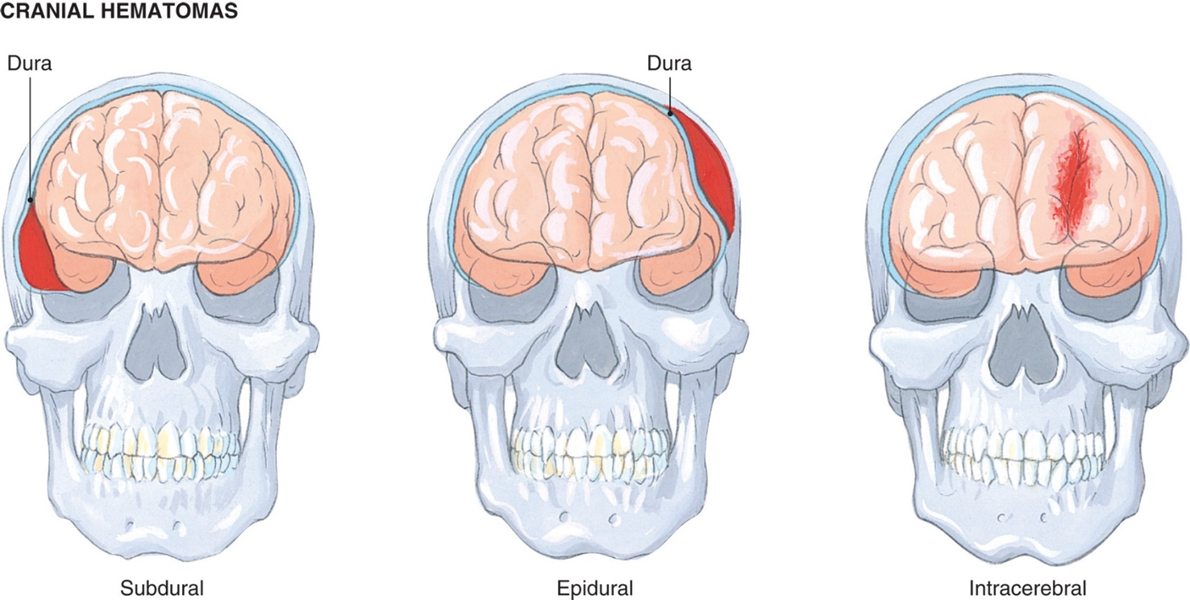 CRANIAL HEMATOMAS
Dura
Dura
Subdural
Epidural
Intracerebral